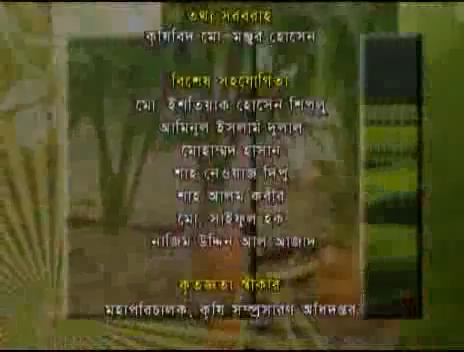 তথ্য সরবরাহ
কৃষিবিদ মো. মঞ্জুর হোসেন
বিশেষ সহযোগিতা
মো. ইশতিয়াক হোসেন শিপলু
আমিনুল ইসলাম দুলাল
মোহাম্মদ হাসান
শাহ নেওয়াজ দিপু
শাহ আলম কবীর
মো. সাইফুল হক
নাজিম উদ্দিন আল আজাদ
কৃতজ্ঞতা স্বীকার
মহাপরিচালক, কৃষি সম্প্রসারণ অধিদপ্তর